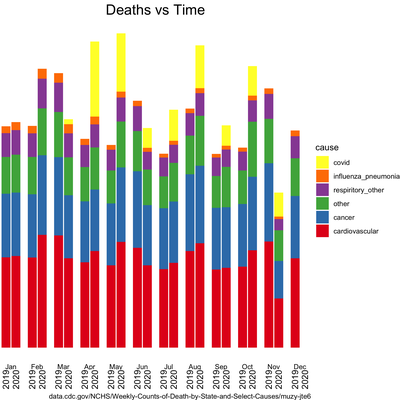 Deaths vs Time
cause
covid
influenza_pneumonia
respiritory_other
other
cancer
cardiovascular
Jan Feb Mar Apr May Jun Jul Aug Sep Oct Nov Dec
2019 2020 2019 2020 2019 2020 2019 2020 2019 2020 2019 2020 2019 2020 2019 2020 2019 2020 2019 2020 2019 2020 2019
data.cdc.gov/NCHS/Weekly-Counts-of-Death-by-State-and-Select-Causes/muzy-jte6